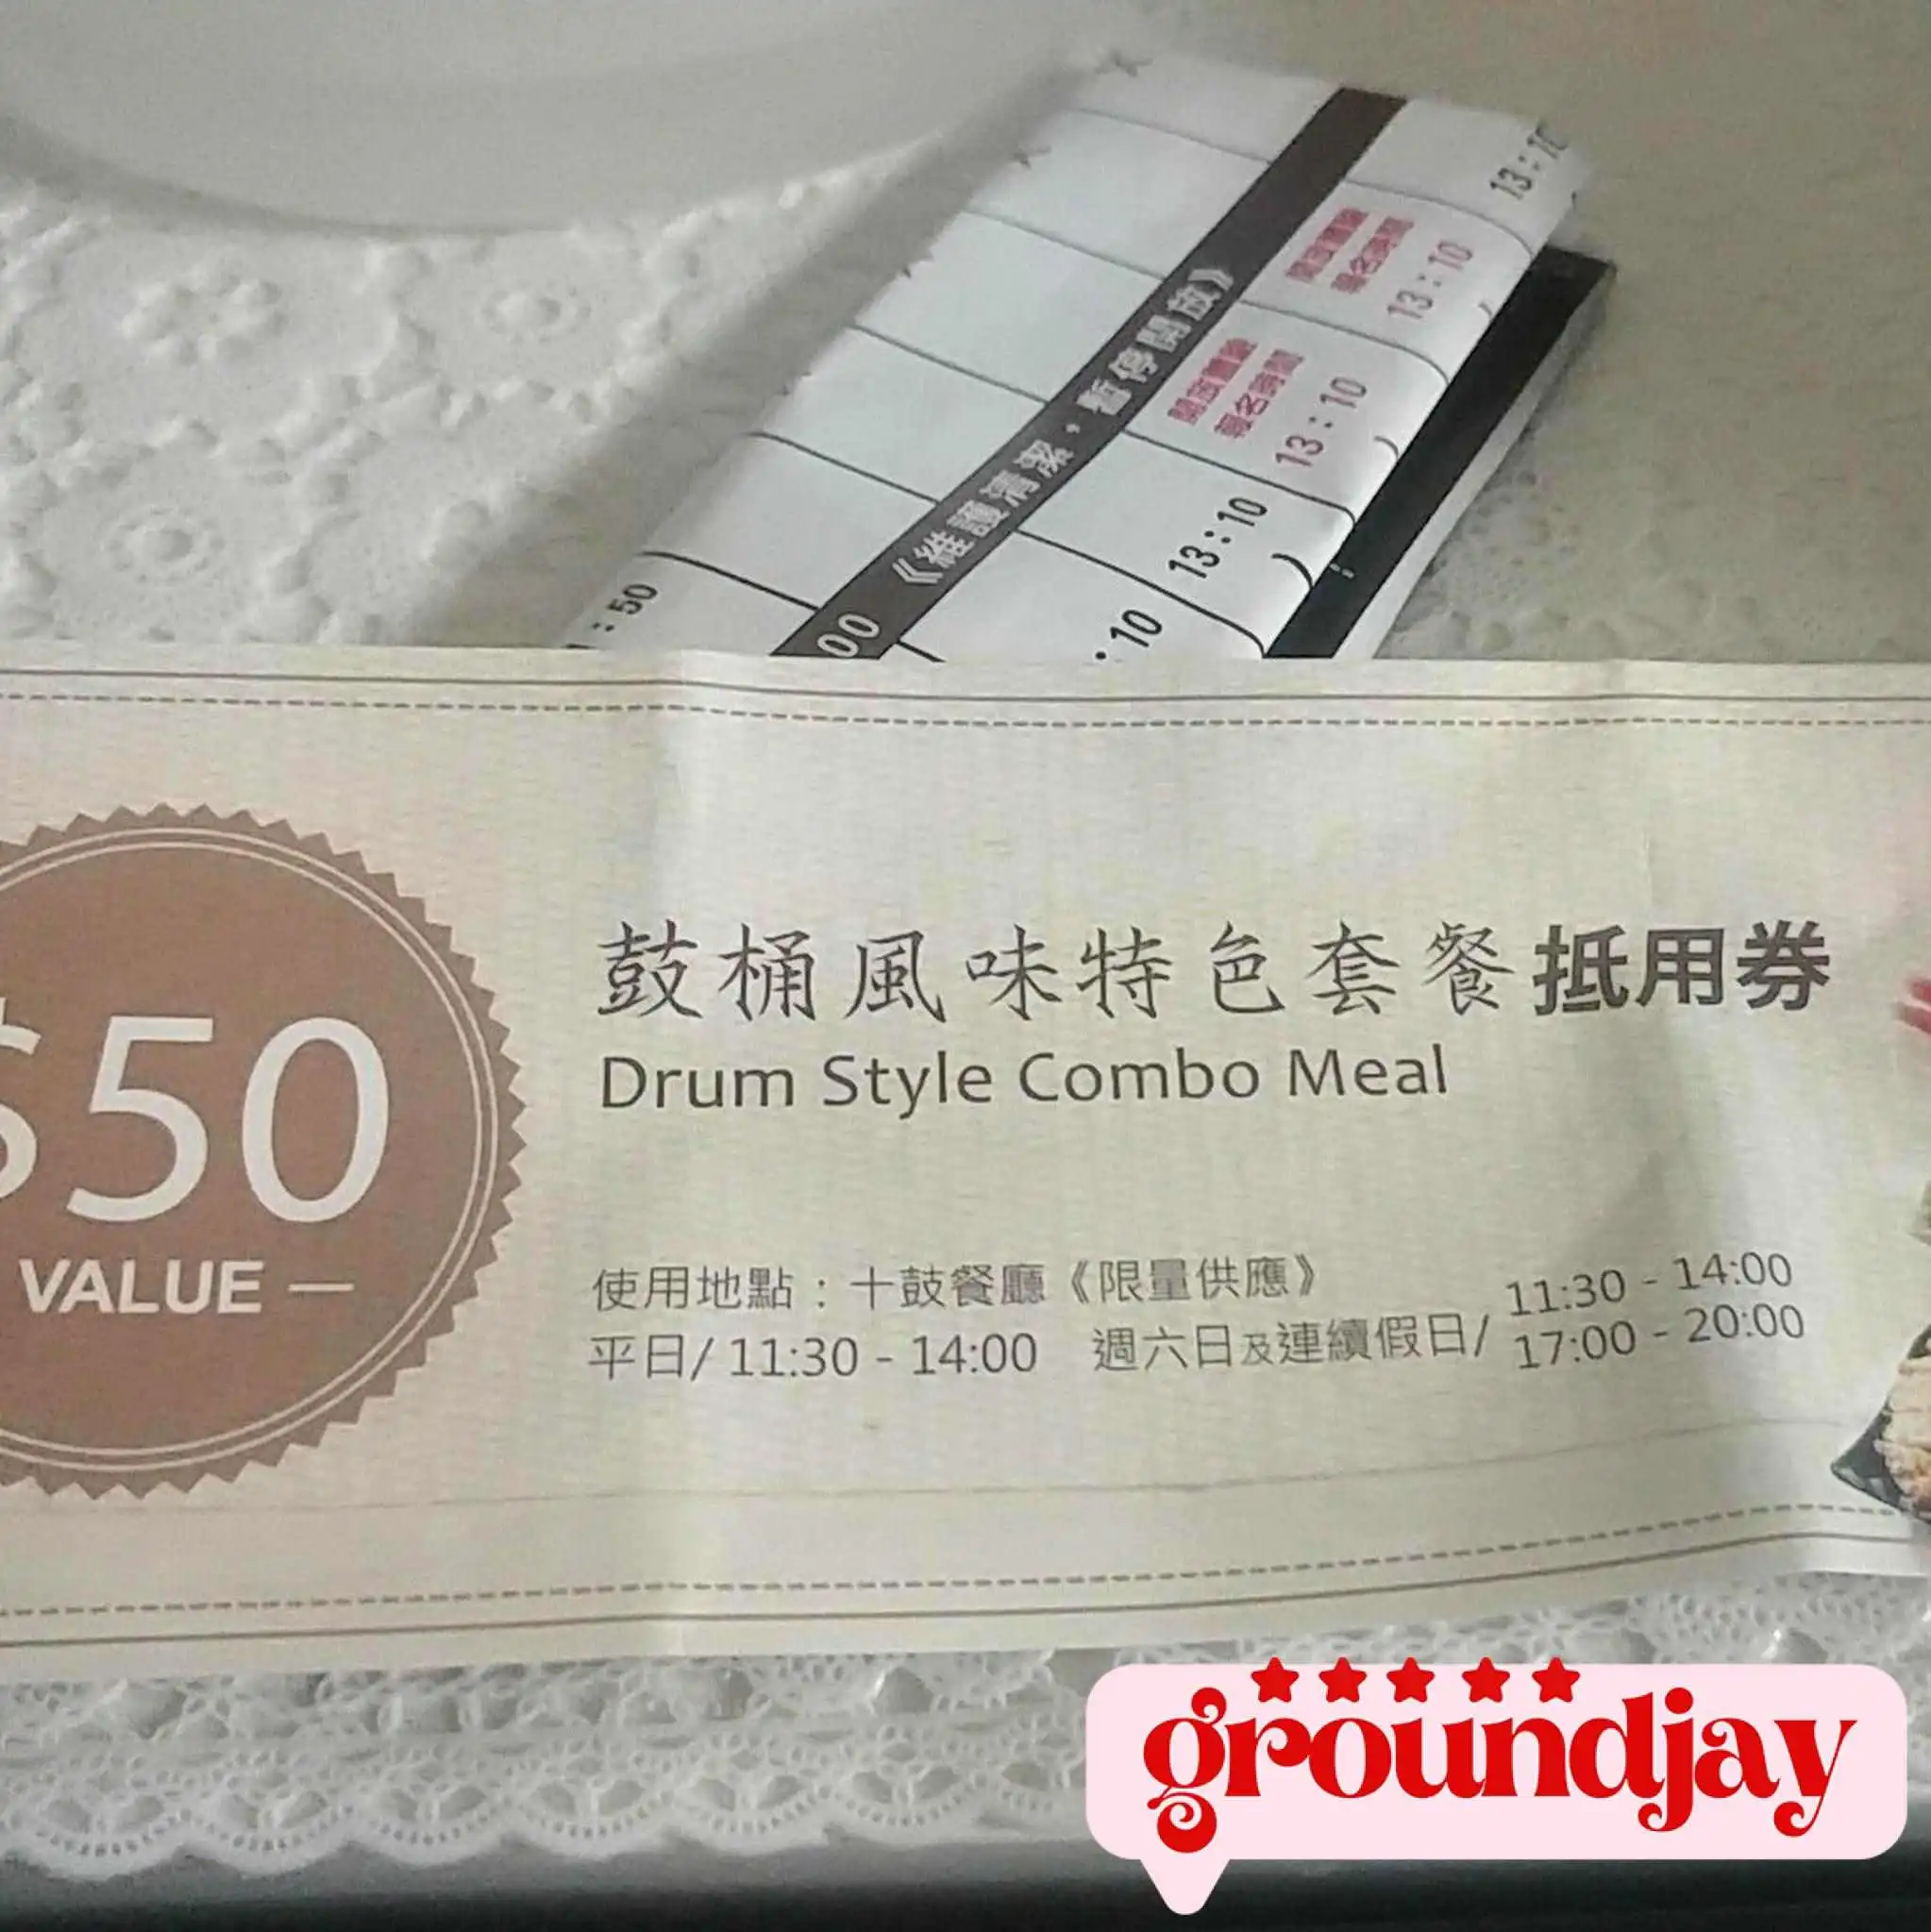 13:10
13:10
13:10
13:10
:10
:50
00 《維護清潔,暫停開放》
$50
VALUE —
鼓桶風味特色套餐抵用券
Drum Style Combo Meal
使用地點:十鼓餐廳《限量供應》
平日/ 11:30 - 14:00 週六日及連續假日/ 11:30 - 14:00
17:00 - 20:00
groundjay